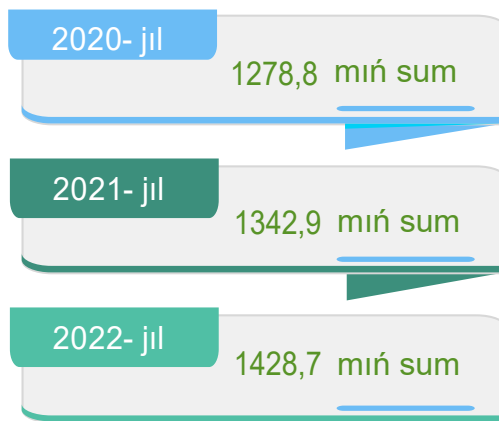 2020- jıl
1278,8 mıń sum
2021- jıl
1342,9 mıń sum
2022- jıl
1428,7 mıń sum